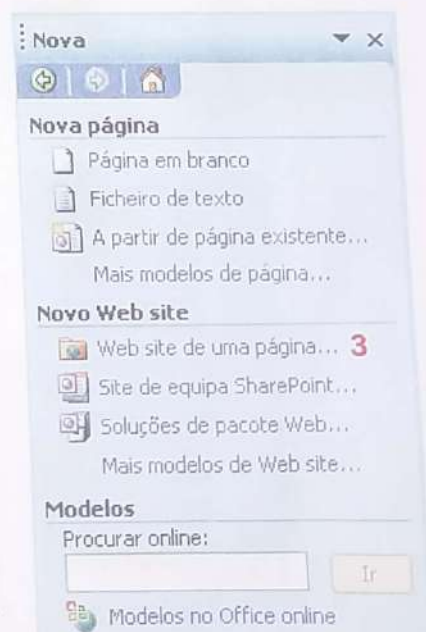 Nova
Nova página
Página em branco
Ficheiro de texto
A partir de página existente...
Mais modelos de página...
Novo Web site
Web site de uma página... 3
Site de equipa SharePoint...
Soluções de pacote Web...
Mais modelos de Web site...
Modelos
Procurar online:
Ir
Modelos no Office online